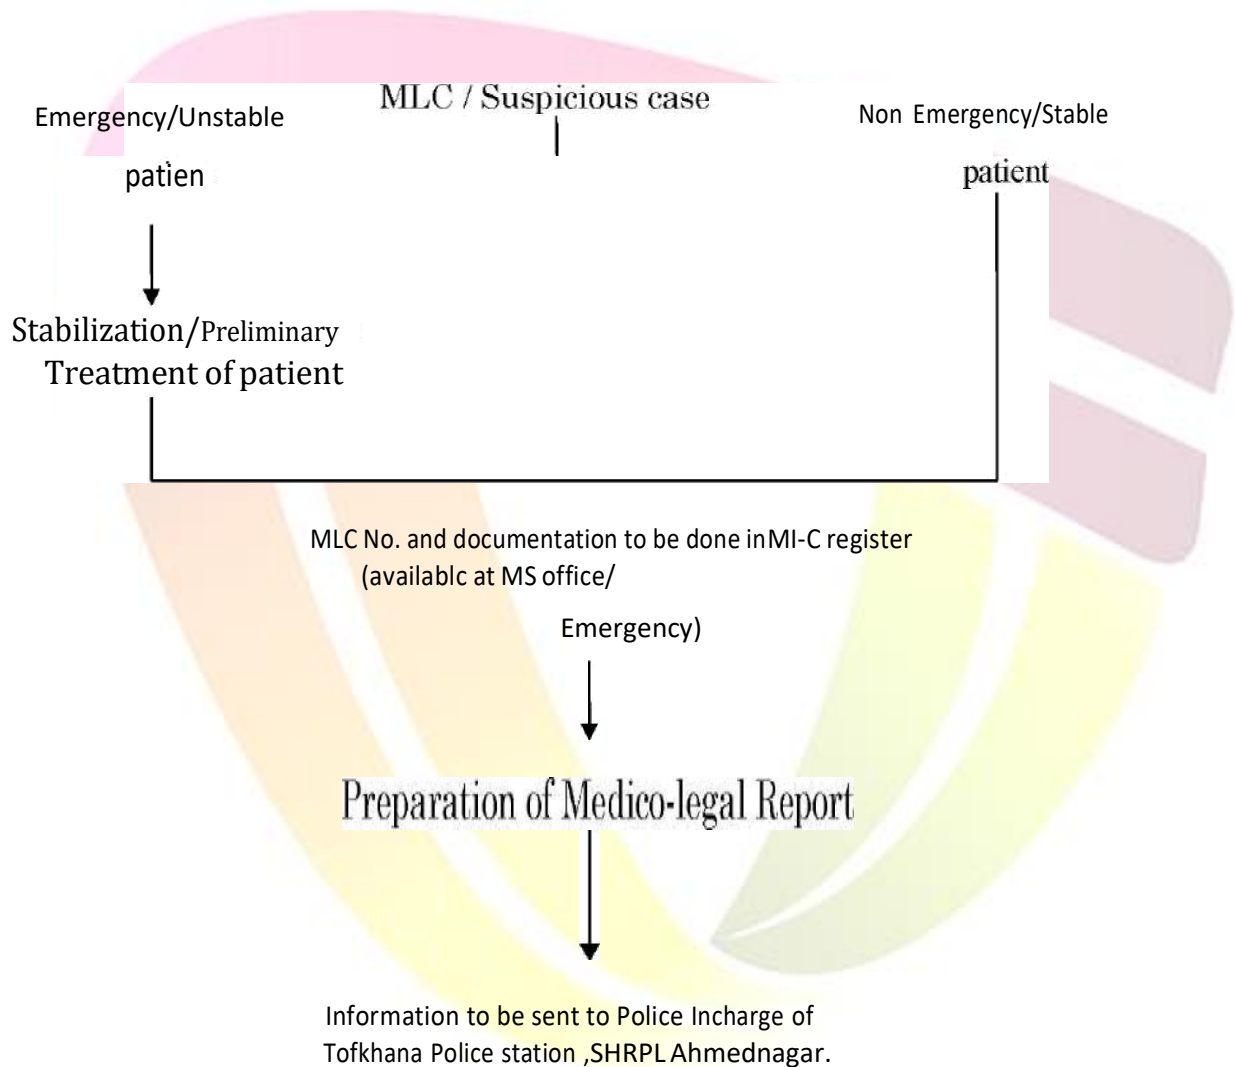 MLC / Suspicious case
Emergency/Unstable
patien
Non Emergency/Stable
patient
Stabilization/Preliminary
Treatment of patient
MLC No. and documentation to be done inMI-C register
(availablc at MS office/
Emergency)
Preparation of Medico-legal Report
Information to be sent to Police Incharge of
Tofkhana Police station ,SHRPL Ahmednagar.